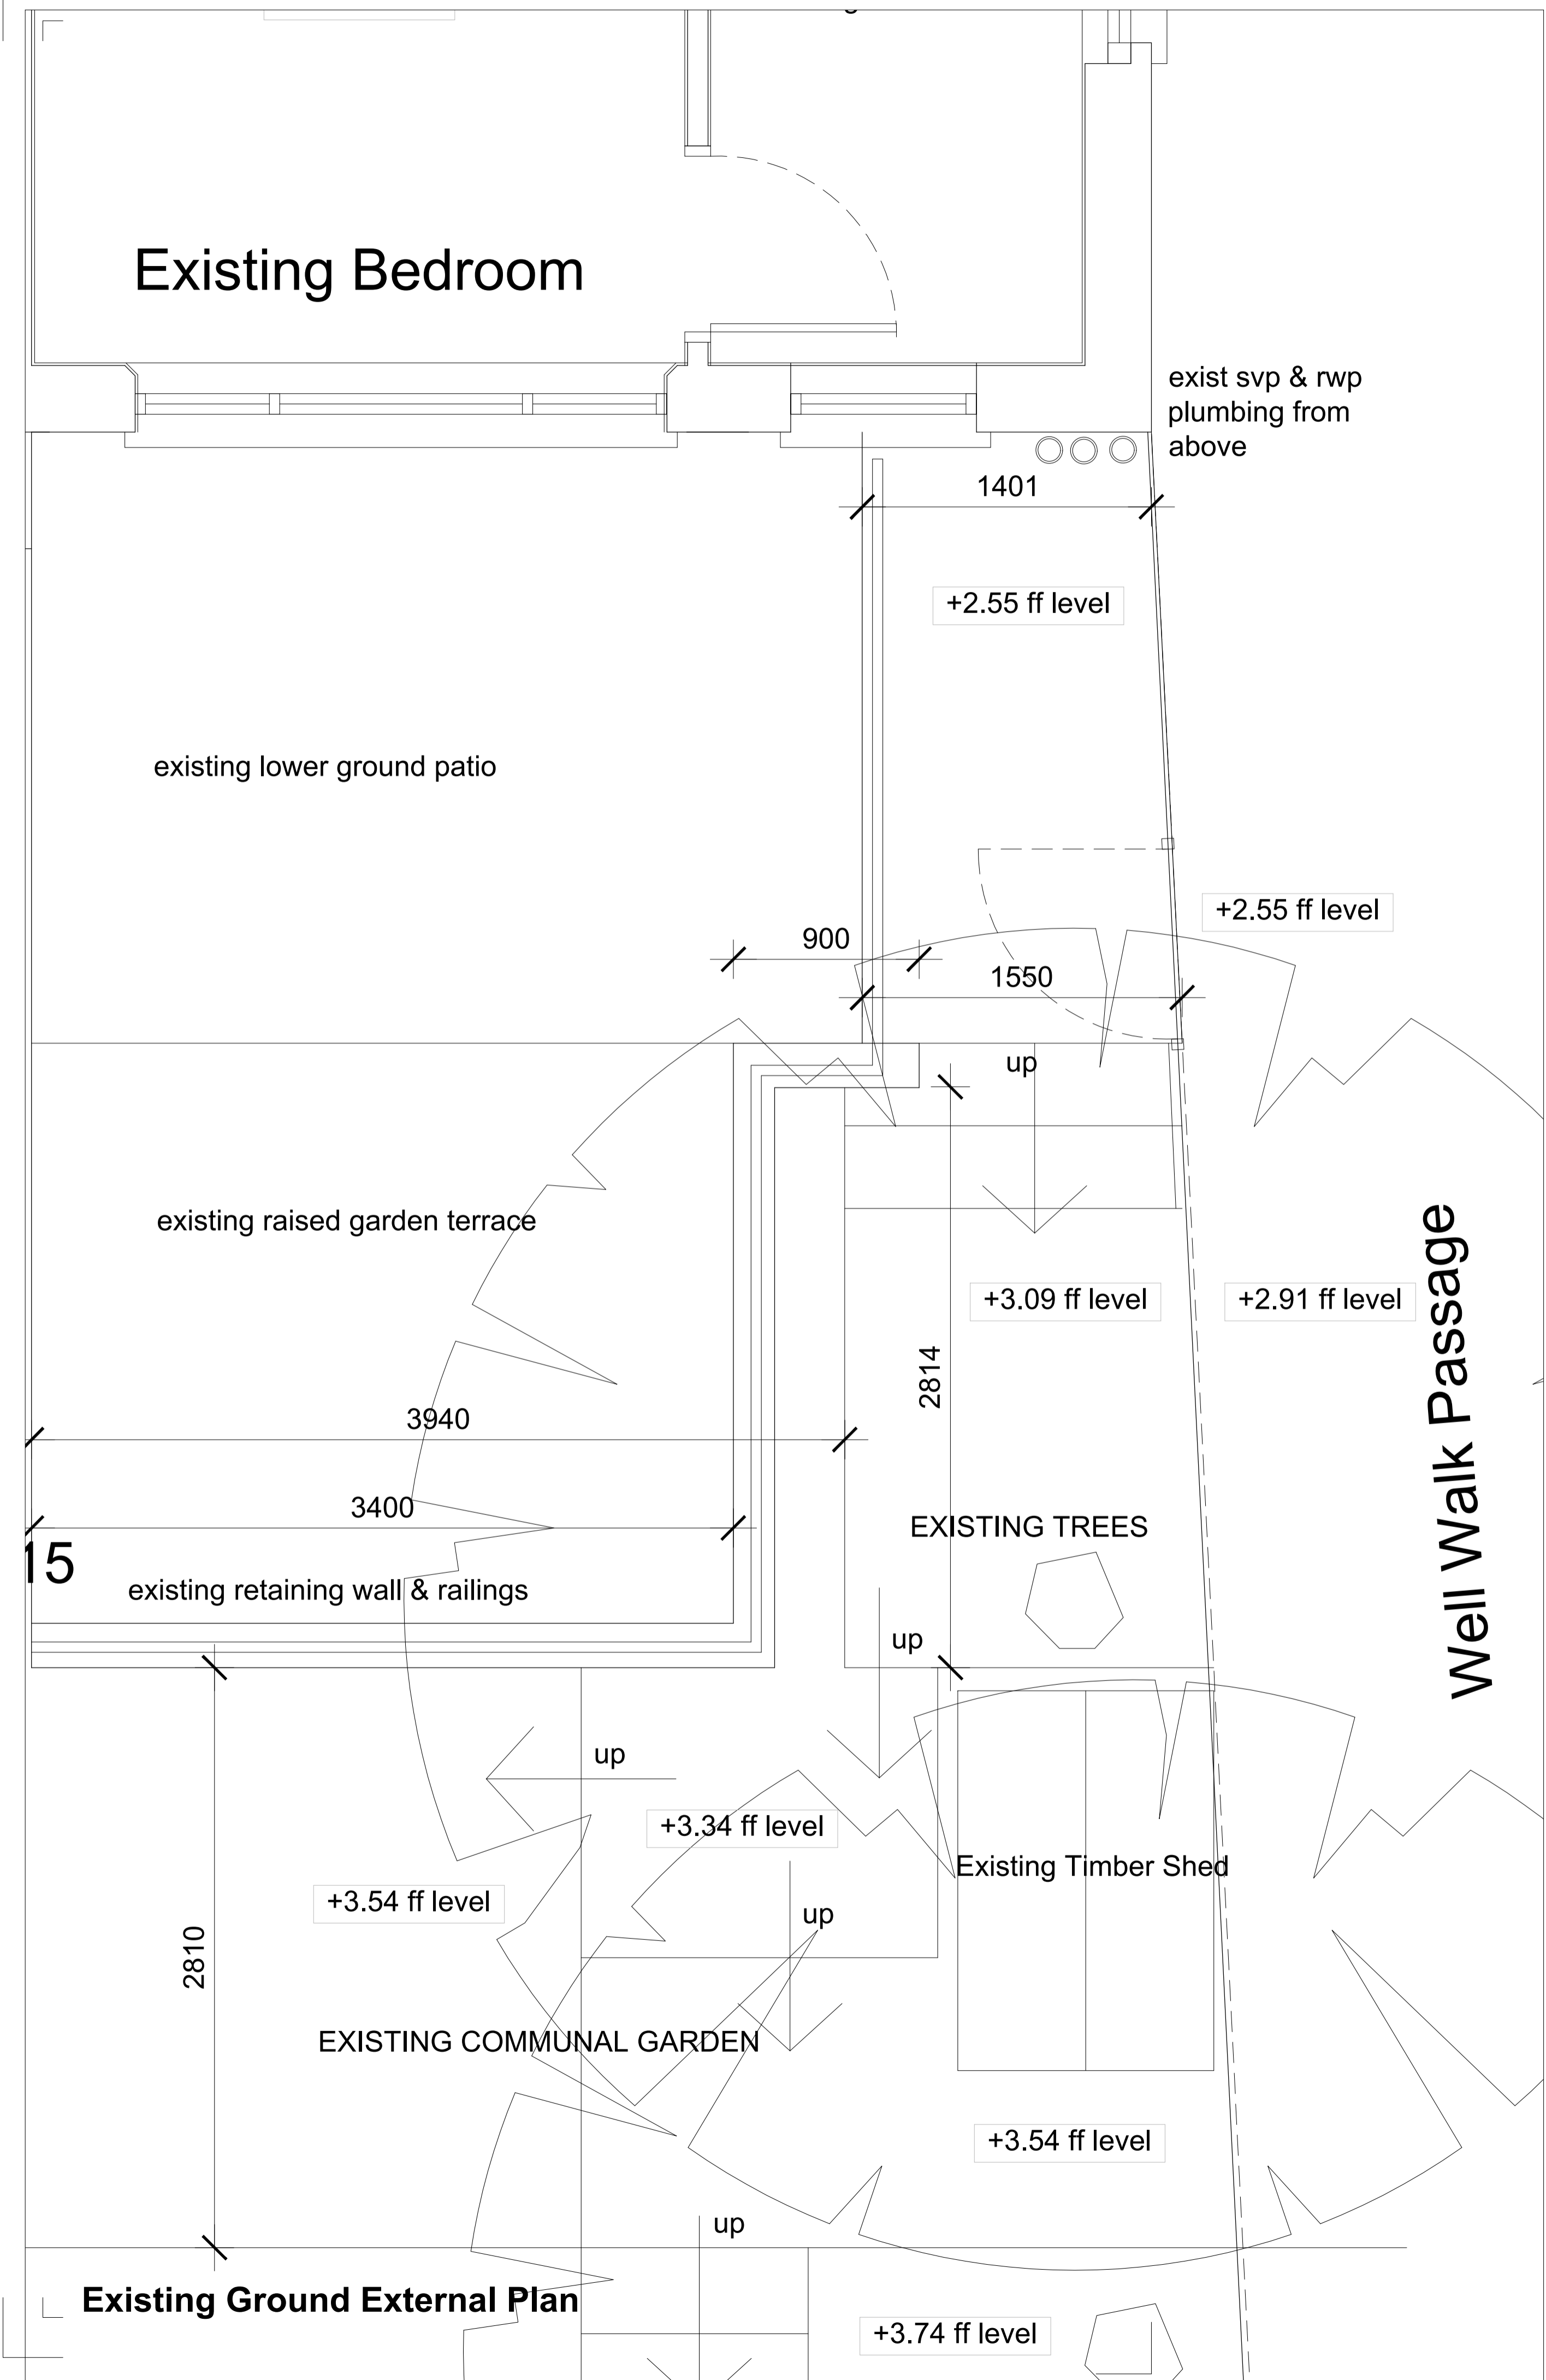 Existing Bedroom
exist svp & rwp
plumbing from
above
1401
+2.55 ff level
existing lower ground patio
+2.55 ff level
900
1550
up
existing raised garden terrace
+3.09 ff level
+2.91 ff level
Well Walk Passage
2814
3940
3400
EXISTING TREES
15
existing retaining wall & railings
up
up
+3.34 ff level
Existing Timber Shed
+3.54 ff level
up
2810
EXISTING COMMUNAL GARDEN
+3.54 ff level
up
Existing Ground External Plan
+3.74 ff level